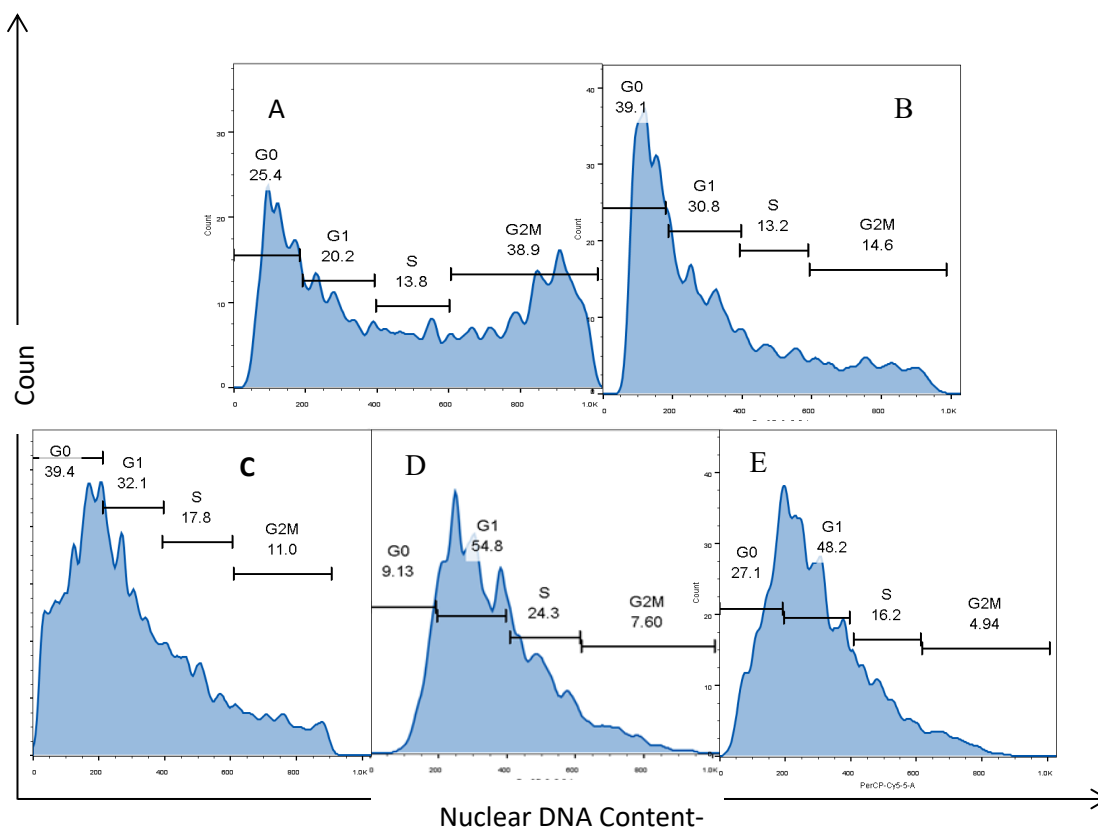 A
G0
25.4
G1
20.2
S
13.8
G2M
38.9
Count
30
20
10
0
0 200 400 600 800 1.0K
B
G0
39.1
G1
30.8
S
13.2
G2M
14.6
Count
40
30
20
10
0
0 200 400 600 800 1.0K
Coun
C
G0
39.4
G1
32.1
S
17.8
G2M
11.0
0 200 400 600 800 1.0K
D
G0
9.13
G1
54.8
S
24.3
G2M
7.60
0 200 400 600 800 1.0K
E
G0
27.1
G1
48.2
S
16.2
G2M
4.94
Count
40
30
20
10
0
0 200 400 600 800 1.0K
PerCP-Cy5-5-A
Nuclear DNA Content-